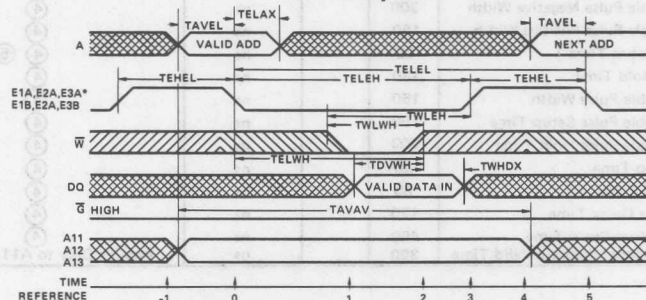 TAVEL
TELAX
TAVEL
A
VALID ADD
NEXT ADD
TELEL
TEHEL
TELEH
TEHEL
E1A,E2A,E3A*
E1B,E2A,E3B
TWLEH
TWLWH
W
TELWH
TDVWH
TWHDX
DQ
VALID DATA IN
G HIGH
TAVAV
A11
A12
A13
TIME
REFERENCE
-1 0 1 2 3 4 5